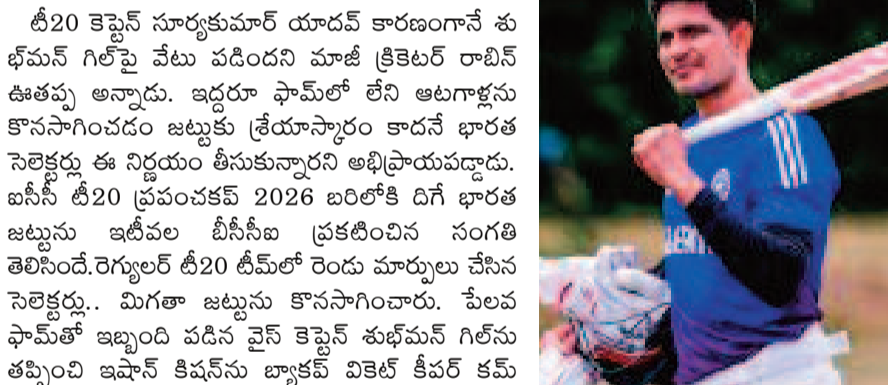 టీ20 కెప్టెన్ సూర్యకుమార్ యాదవ్ కారణంగానే శు
భ్‌మన్ గిల్‌పై వేటు పడిందని మాజీ క్రికెటర్ రాబిన్
ఊతప్ప అన్నాడు. ఇద్దరూ ఫామ్‌లో లేని ఆటగాళ్లను
కొనసాగించడం జట్టుకు శ్రేయాస్కారం కాదనే భారత
సెలెక్టర్లు ఈ నిర్ణయం తీసుకున్నారని అభిప్రాయపడ్డాడు.
ఐసీసీ టీ20 ప్రపంచకప్ 2026 బరిలోకి దిగే భారత
జట్టును ఇటీవల బీసీసీఐ ప్రకటించిన సంగతి
తెలిసిందే.రెగ్యులర్ టీ20 టీమ్‌లో రెండు మార్పులు చేసిన
సెలెక్టర్లు.. మిగతా జట్టును కొనసాగించారు. పేలవ
ఫామ్‌తో ఇబ్బంది పడిన వైస్ కెప్టెన్ శుభ్‌మన్ గిల్‌ను
తప్పించి ఇషాన్ కిషన్‌ను బ్యాకప్ వికెట్ కీపర్ కమ్